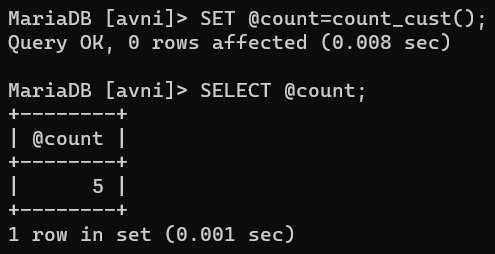 MariaDB [avni]> SET @count=count_cust();
Query OK, 0 rows affected (0.008 sec)
MariaDB [avni]> SELECT @count;
+--------+
| @count |
+--------+
|      5 |
+--------+
1 row in set (0.001 sec)